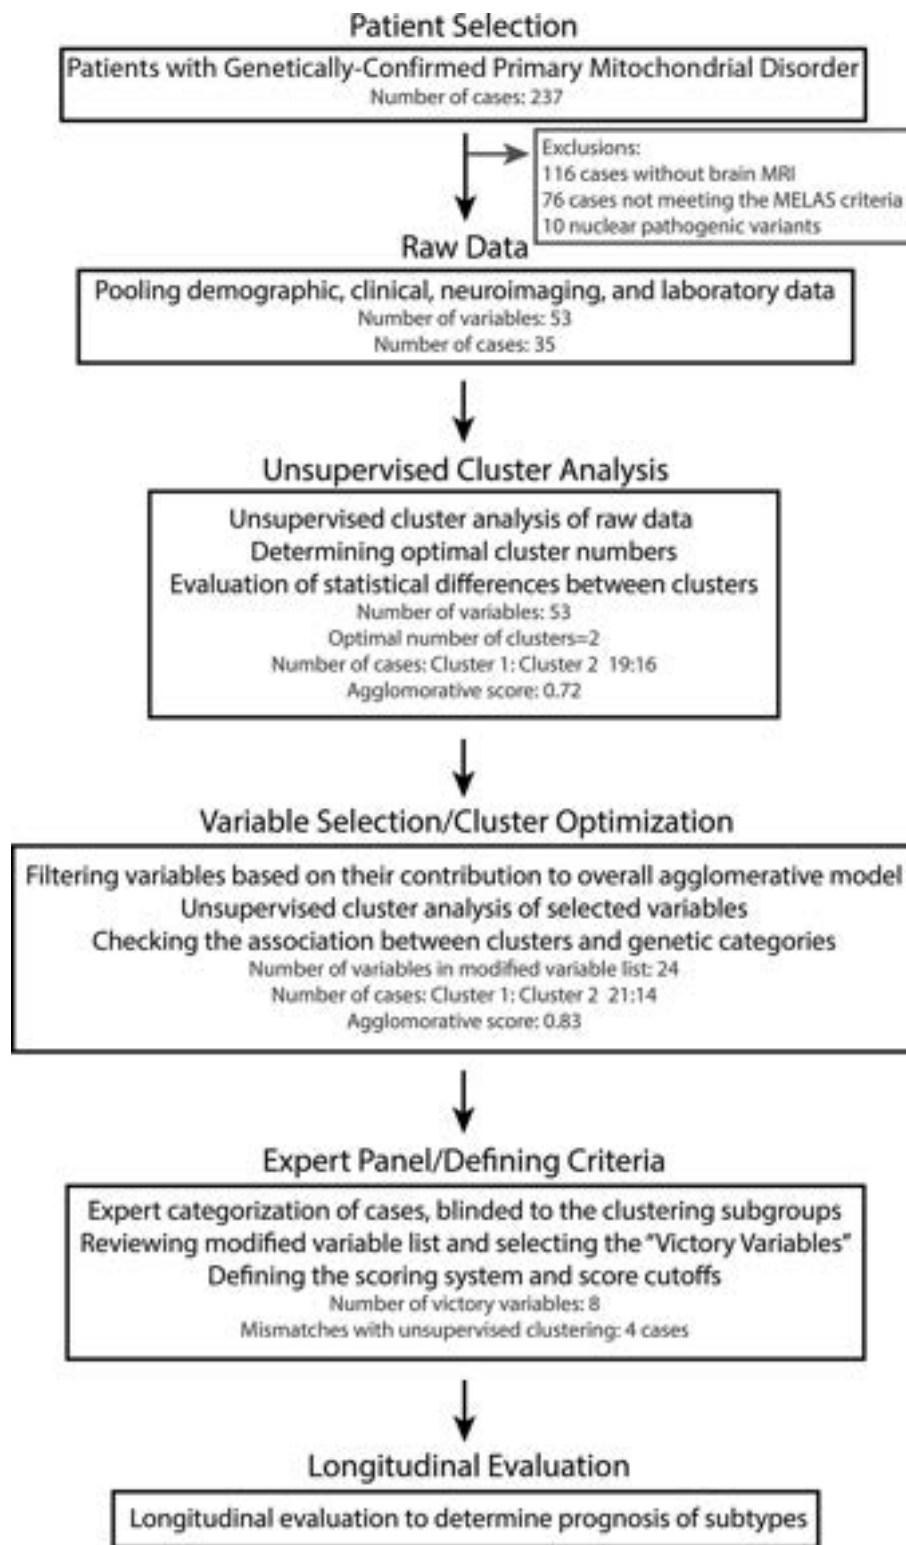 Patient Selection
Patients with Genetically-Confirmed Primary Mitochondrial Disorder
Number of cases: 237
Exclusions:
116 cases without brain MRI
76 cases not meeting the MELAS criteria
10 nuclear pathogenic variants
Raw Data
Pooling demographic, clinical, neuroimaging, and laboratory data
Number of variables: 53
Number of cases: 35
Unsupervised Cluster Analysis
Unsupervised cluster analysis of raw data
Determining optimal cluster numbers
Evaluation of statistical differences between clusters
Number of variables: 53
Optimal number of clusters=2
Number of cases: Cluster 1: Cluster 2 19:16
Agglomorative score: 0.72
Variable Selection/Cluster Optimization
Filtering variables based on their contribution to overall agglomerative model
Unsupervised cluster analysis of selected variables
Checking the association between clusters and genetic categories
Number of variables in modified variable list: 24
Number of cases: Cluster 1: Cluster 2 21:14
Agglomorative score: 0.83
Expert Panel/Defining Criteria
Expert categorization of cases, blinded to the clustering subgroups
Reviewing modified variable list and selecting the "Victory Variables"
Defining the scoring system and score cutoffs
Number of victory variables: 8
Mismatches with unsupervised clustering: 4 cases
Longitudinal Evaluation
Longitudinal evaluation to determine prognosis of subtypes